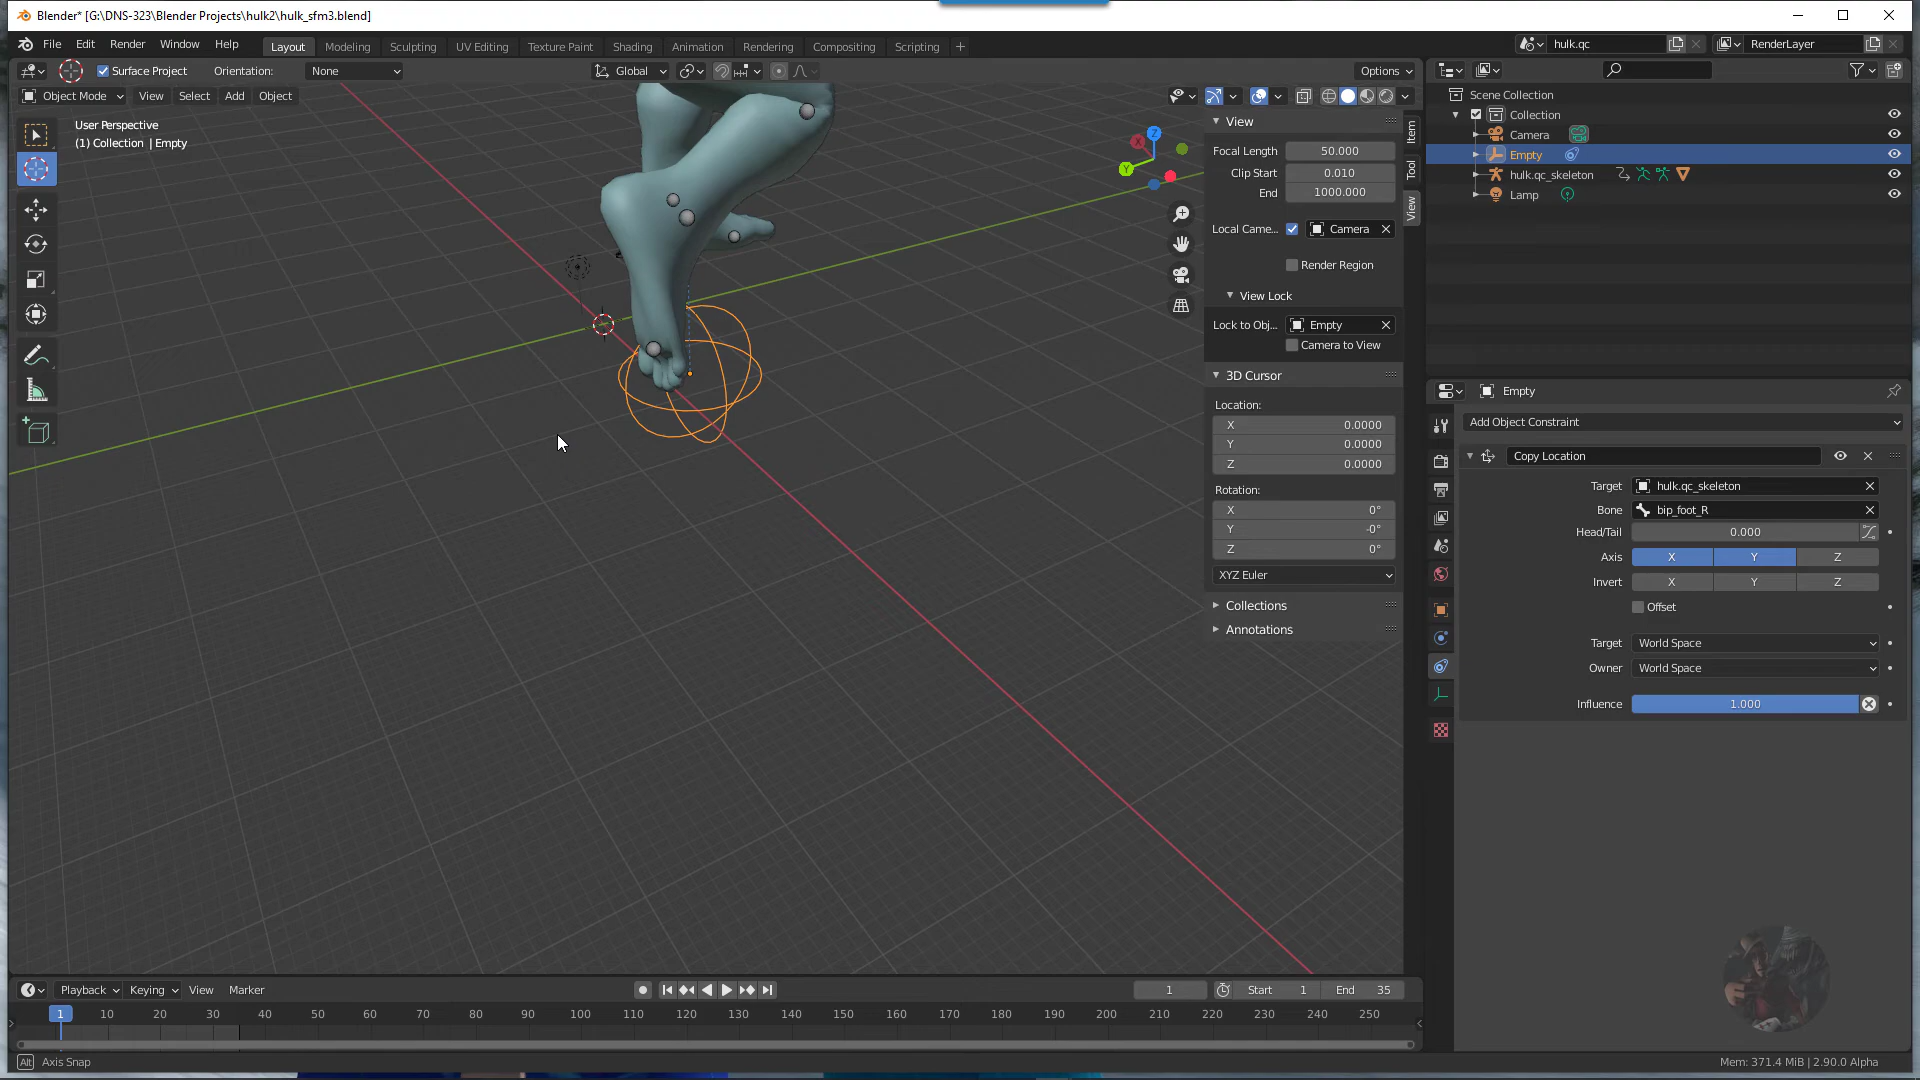 Blender* [G:\DNS-323\Blender Projects\hulk2\hulk_sfm3.blend]
File Edit Render Window Help Layout Modeling Sculpting UV Editing Texture Paint Shading Animation Rendering Compositing Scripting + hulk.qc RenderLayer
Surface Project Orientation: None Global Options
Object Mode View Select Add Object
User Perspective
(1) Collection | Empty
Z
Y
View
Focal Length 50.000
Clip Start 0.010
End 1000.000
Local Came... Camera
Render Region
View Lock
Lock to Obj... Empty
Camera to View
3D Cursor
Location:
X 0.0000
Y 0.0000
Z 0.0000
Rotation:
X 0°
Y -0°
Z 0°
XYZ Euler
Collections
Annotations
Item
Tool
View
Scene Collection
Collection
Camera
Empty
hulk.qc_skeleton
Lamp
Empty
Add Object Constraint
Copy Location
Target hulk.qc_skeleton
Bone bip_foot_R
Head/Tail 0.000
Axis X Y Z
Invert X Y Z
Offset
Target World Space
Owner World Space
Influence 1.000
Playback Keying View Marker 1 Start 1 End 35
1 10 20 30 40 50 60 70 80 90 100 110 120 130 140 150 160 170 180 190 200 210 220 230 240 250
Alt Axis Snap
Mem: 371.4 MiB | 2.90.0 Alpha